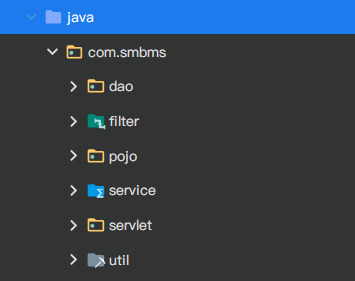 java
com.smbms
dao
filter
pojo
service
servlet
util